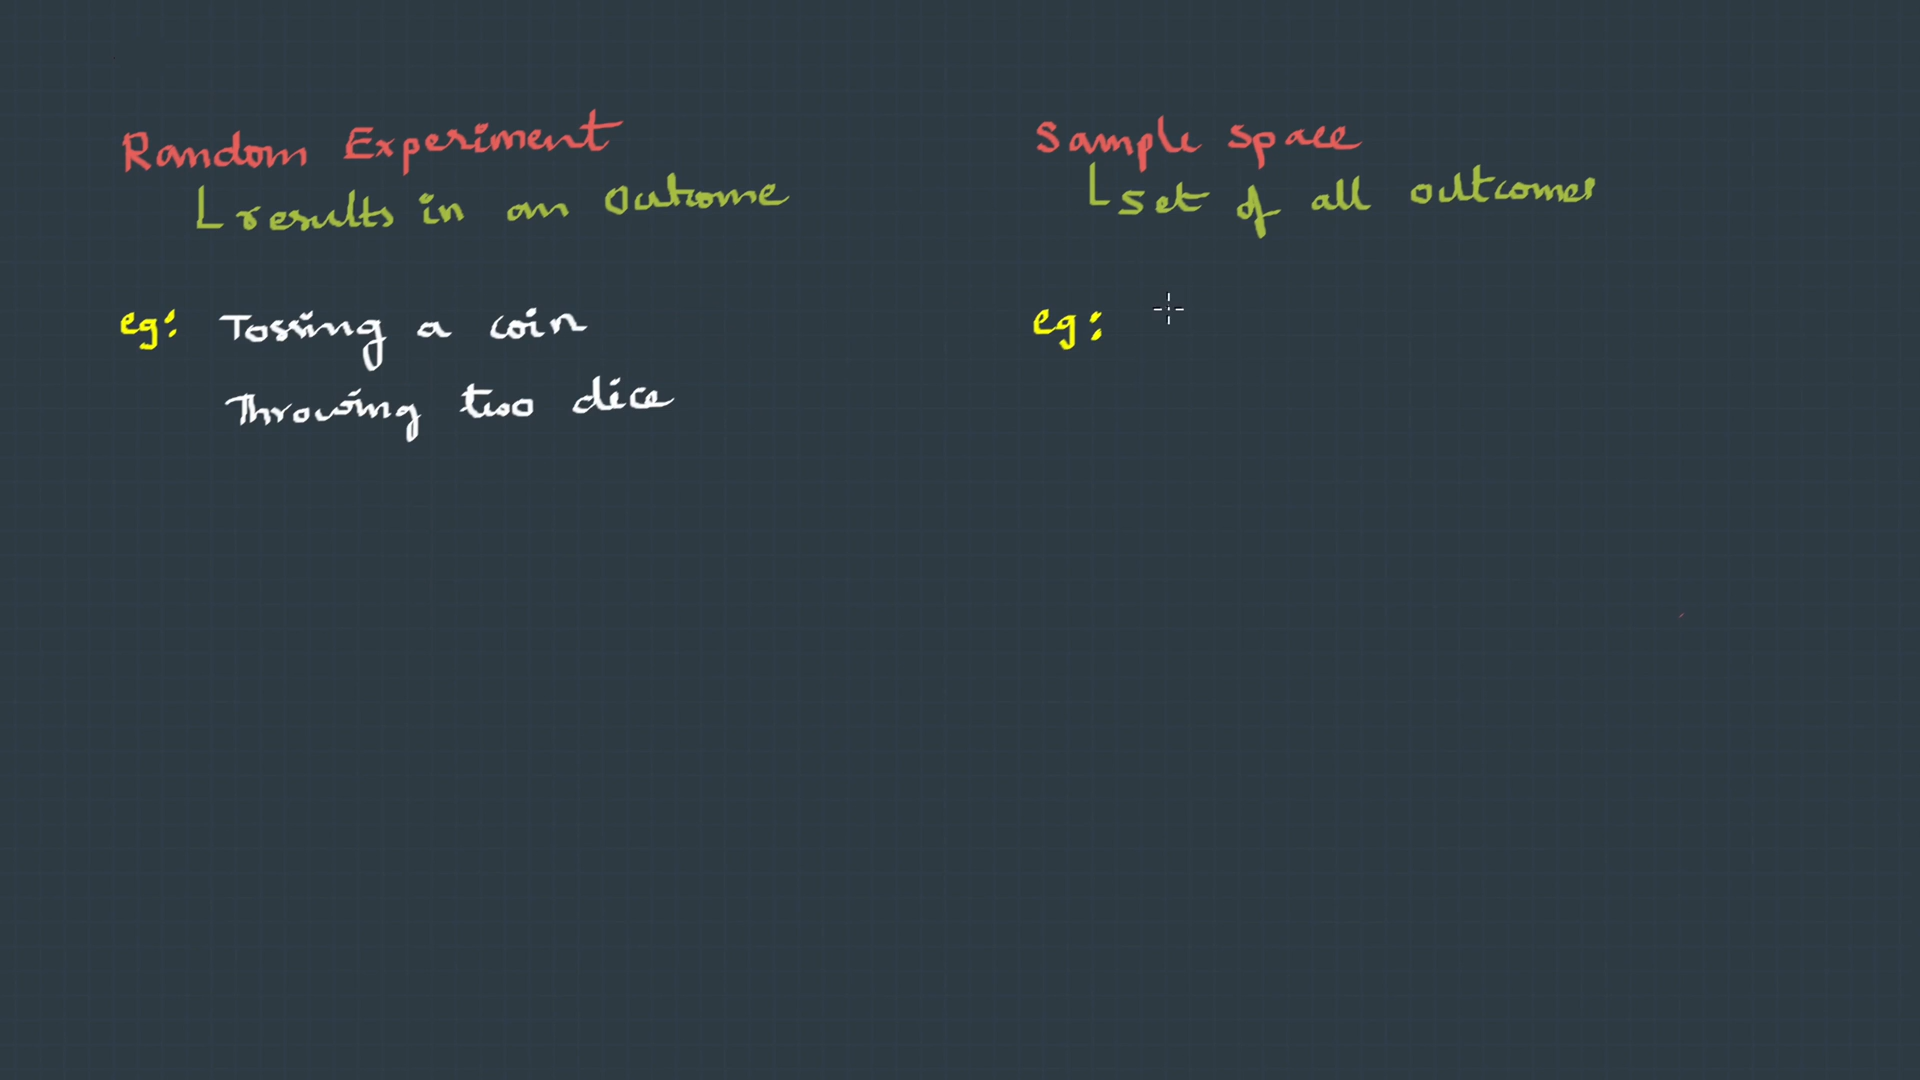 Random Experiment
results in an outcome
eg: Tossing a coin
Throwing two dice
Sample space
set of all outcomes
eg: